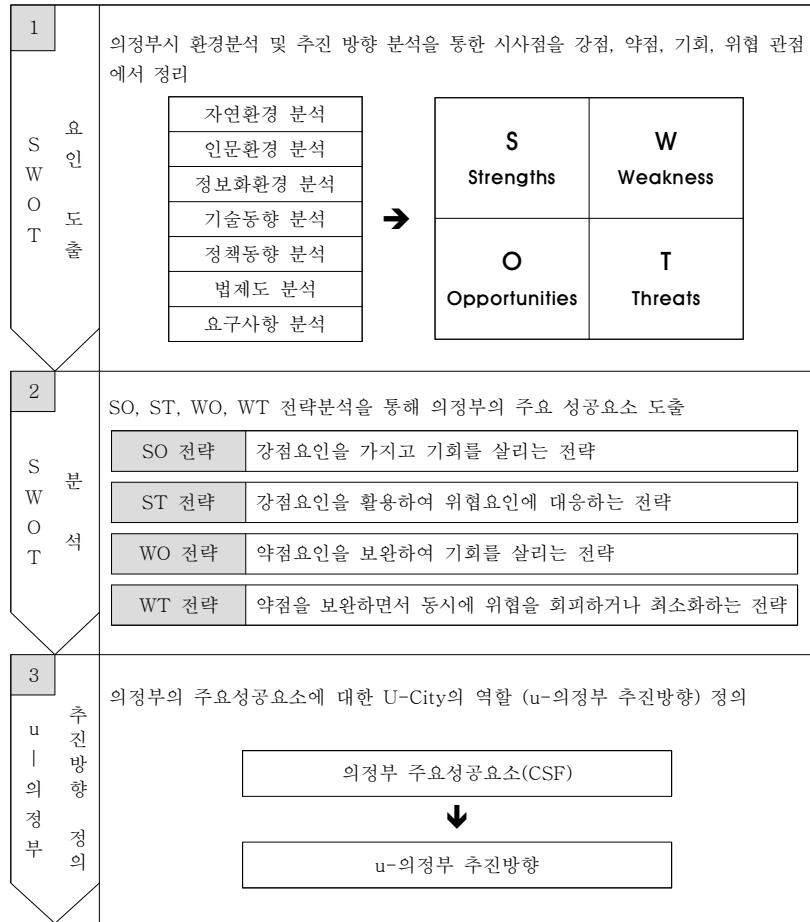 1
SWOT 요인 도출
의정부시 환경분석 및 추진 방향 분석을 통한 시사점을 강점, 약점, 기회, 위협 관점
에서 정리
자연환경 분석
인문환경 분석
정보화환경 분석
기술동향 분석
정책동향 분석
법제도 분석
요구사항 분석
➔
S
Strengths
W
Weakness
O
Opportunities
T
Threats
2
SWOT 분석
SO, ST, WO, WT 전략분석을 통해 의정부의 주요 성공요소 도출
SO 전략 강점요인을 가지고 기회를 살리는 전략
ST 전략 강점요인을 활용하여 위협요인에 대응하는 전략
WO 전략 약점요인을 보완하여 기회를 살리는 전략
WT 전략 약점을 보완하면서 동시에 위협을 회피하거나 최소화하는 전략
3
u-의정부 추진방향 정의
의정부의 주요성공요소에 대한 U-City의 역할 (u-의정부 추진방향) 정의
의정부 주요성공요소(CSF)
u-의정부 추진방향